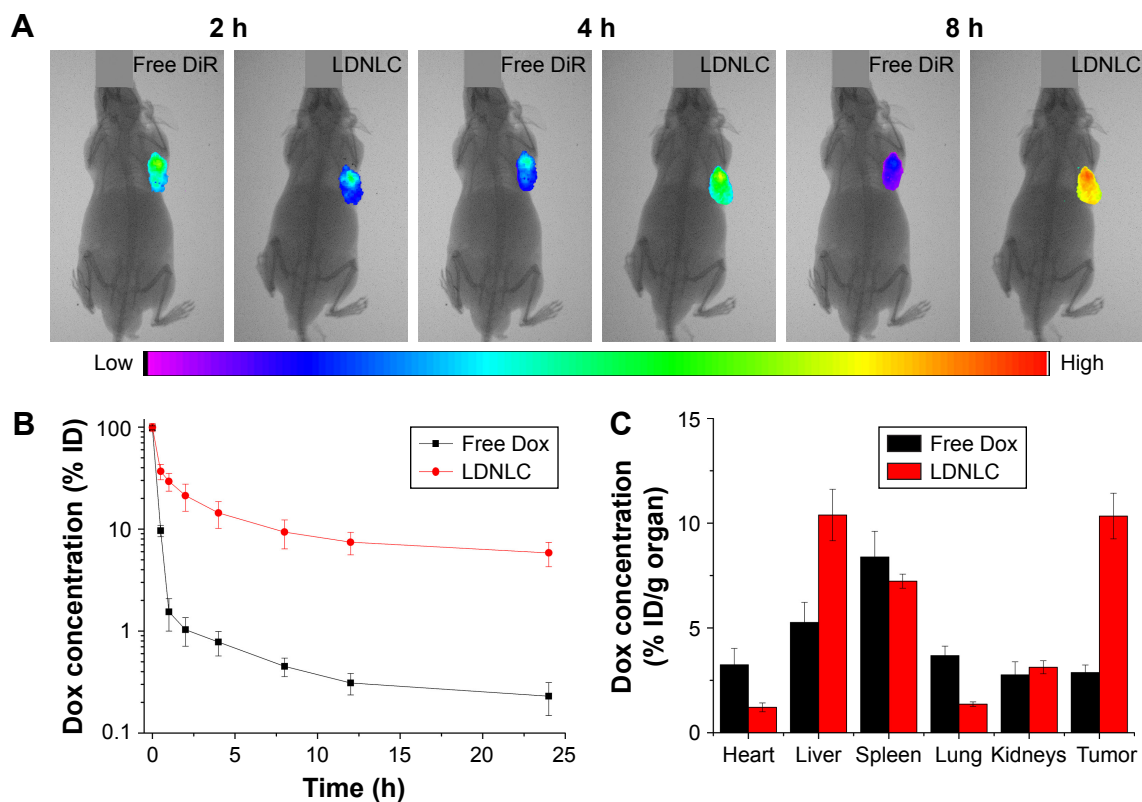 A
2 h
4 h
8 h
Free DiR
LDNLC
Free DiR
LDNLC
Free DiR
LDNLC
Low
High
B
Dox concentration (% ID)
100
10
1
0.1
Free Dox
LDNLC
0
5
10
15
20
25
Time (h)
C
Dox concentration
(% ID/g organ)
15
10
5
0
Free Dox
LDNLC
Heart
Liver
Spleen
Lung
Kidneys
Tumor